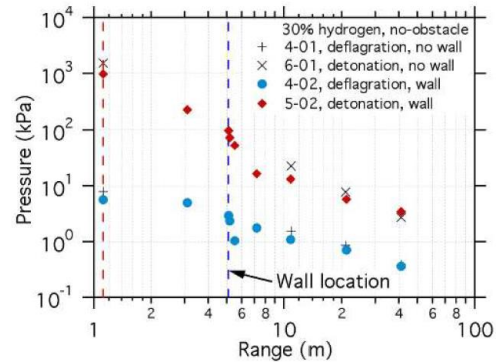 10^4
10^3
10^2
10^1
10^0
10^-1
Pressure (kPa)
30% hydrogen, no-obstacle
4-01, deflagration, no wall
6-01, detonation, no wall
4-02, deflagration, wall
5-02, detonation, wall
Wall location
1 2 4 6 8 10 2 4 6 8 100
Range (m)